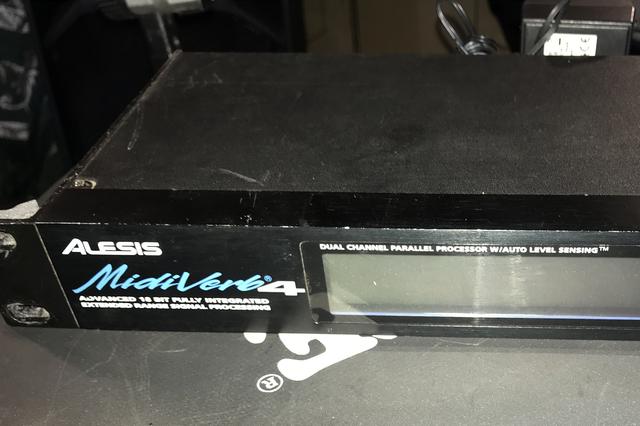 ALESIS
DUAL CHANNEL PARALLEL PROCESSOR W/AUTO LEVEL SENSING™
MidiVerb® 4
ADVANCED 18 BIT FULLY INTEGRATED
EXTENDED RANGE SIGNAL PROCESSING
®